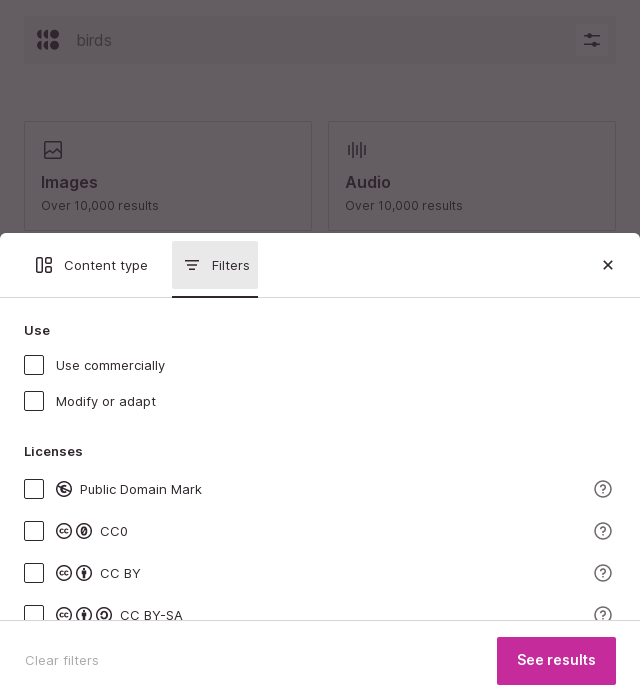 birds
Images
Over 10,000 results
Audio
Over 10,000 results
Content type
Filters
Use
Use commercially
Modify or adapt
Licenses
Public Domain Mark
CC0
CC BY
CC BY-SA
Clear filters
See results